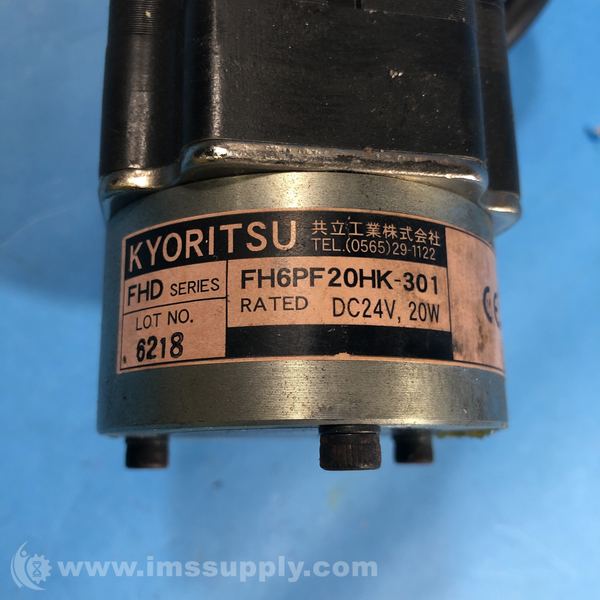 KYORITSU 共立工業株式会社
TEL.(0565)29-1122
FHD SERIES FH6PF20HK-301
LOT NO. RATED DC24V, 20W
6218
CE
www.imssupply.com